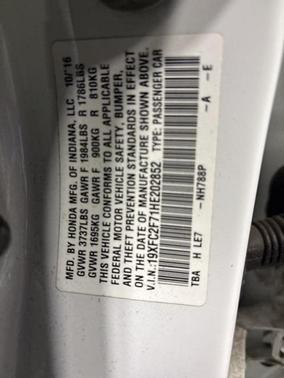 MFD. BY HONDA MFG. OF INDIANA, LLC 10/16
GVWR 3737LBS GAWR F 1984LBS R 1786LBS
GVWR 1695KG GAWR F 900KG R 810KG
THIS VEHICLE CONFORMS TO ALL APPLICABLE
FEDERAL MOTOR VEHICLE SAFETY, BUMPER,
AND THEFT PREVENTION STANDARDS IN EFFECT
ON THE DATE OF MANUFACTURE SHOWN ABOVE.
V.I.N.:19XFC2F71HE202852 TYPE:PASSENGER CAR
TBA H LE7 -NH788P -A -E